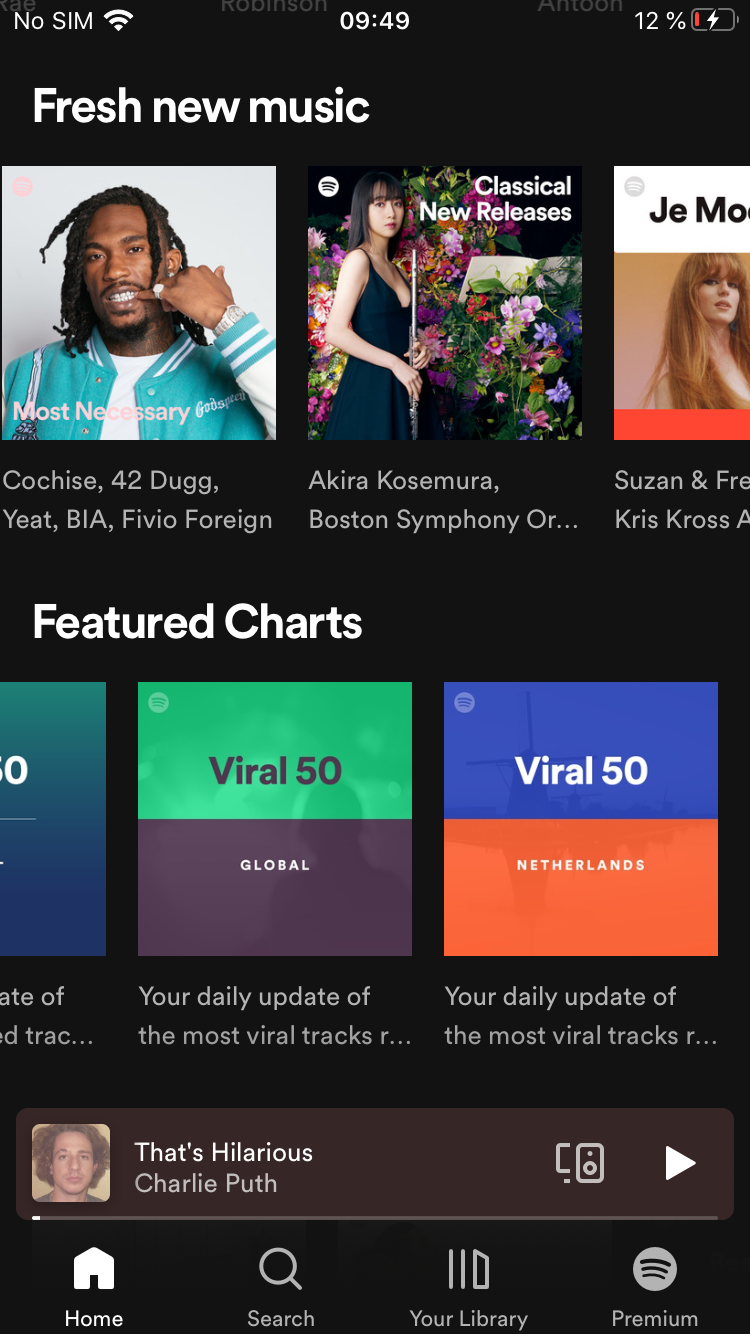 Rae Robinson Antoon
No SIM 09:49 12 %
Fresh new music
Classical
New Releases
Je Mo
Most Necessary Godspeed
Cochise, 42 Dugg,
Yeat, BIA, Fivio Foreign
Akira Kosemura,
Boston Symphony Or...
Suzan & Fre
Kris Kross A
Featured Charts
50
Viral 50
GLOBAL
Viral 50
NETHERLANDS
ate of
ed trac...
Your daily update of
the most viral tracks r...
Your daily update of
the most viral tracks r...
That's Hilarious
Charlie Puth
Home Search Your Library Premium